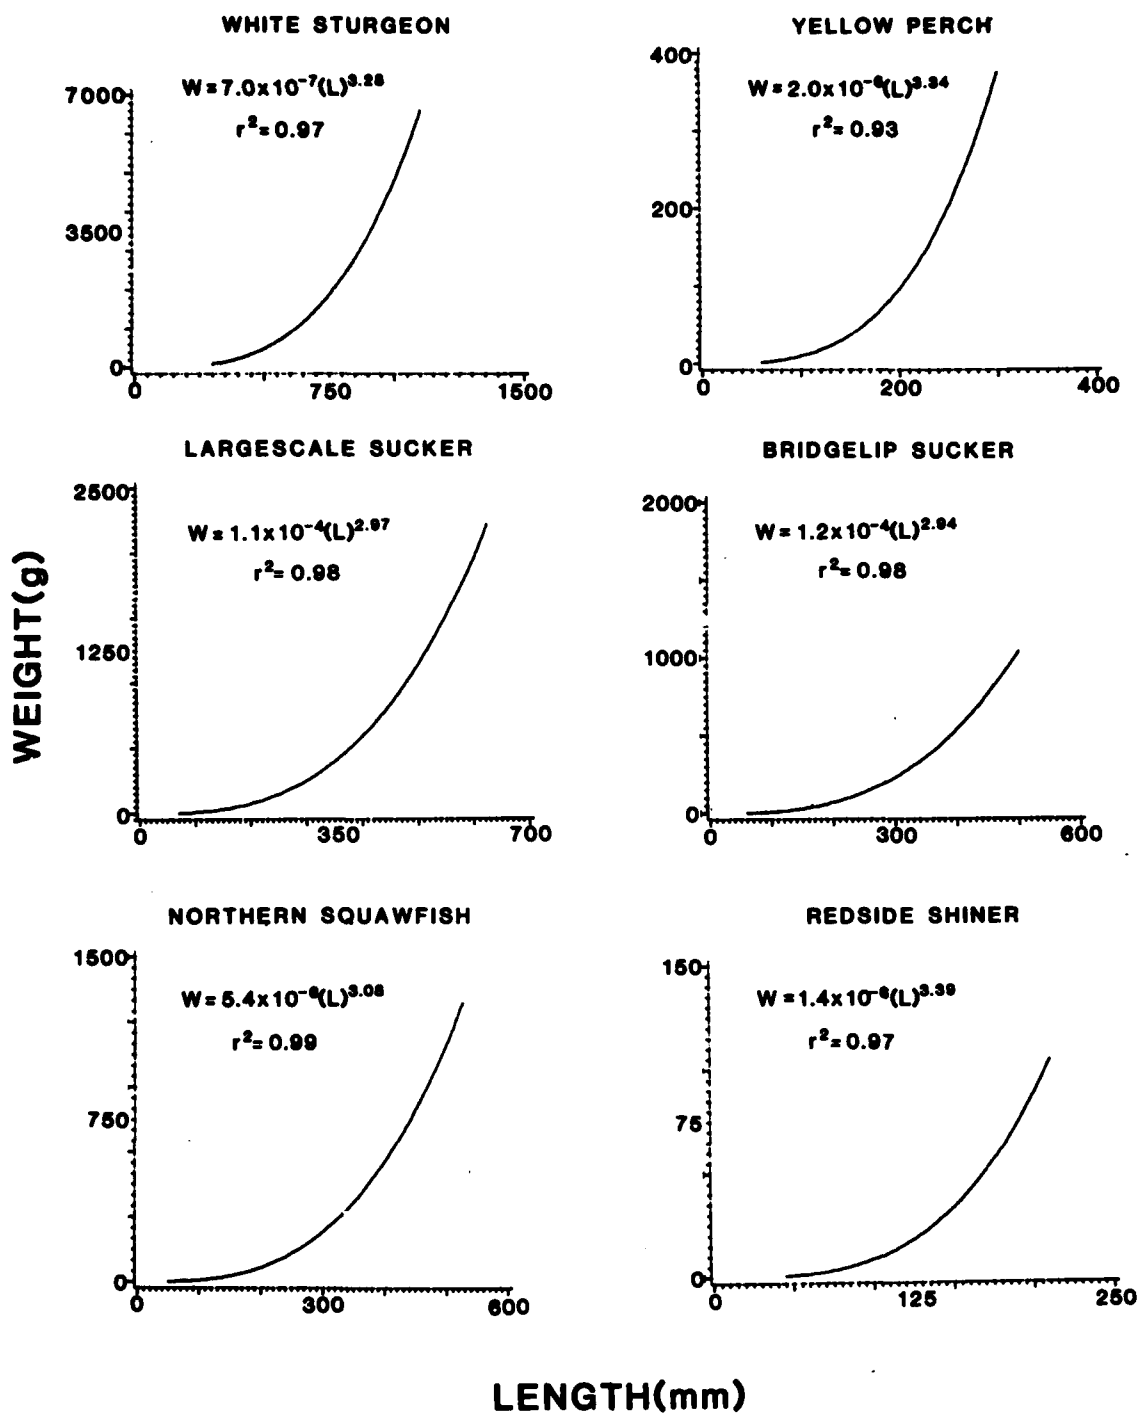 WHITE STURGEON
W = 7.0x10⁻⁷(L)³·²⁸
r²= 0.97
7000
3500
0
0 750 1500
YELLOW PERCH
W = 2.0x10⁻⁶(L)³·³⁴
r²= 0.93
400
200
0
0 200 400
LARGESCALE SUCKER
W = 1.1x10⁻⁴(L)²·⁹⁷
r²= 0.98
2500
1250
0
0 350 700
BRIDGELIP SUCKER
W = 1.2x10⁻⁴(L)²·⁹⁴
r²= 0.98
2000
1000
0
0 300 600
NORTHERN SQUAWFISH
W = 5.4x10⁻⁶(L)³·⁰⁸
r²= 0.99
1500
750
0
0 300 600
REDSIDE SHINER
W = 1.4x10⁻⁶(L)³·³⁹
r²= 0.97
150
75
0
0 125 250
WEIGHT(g)
LENGTH(mm)